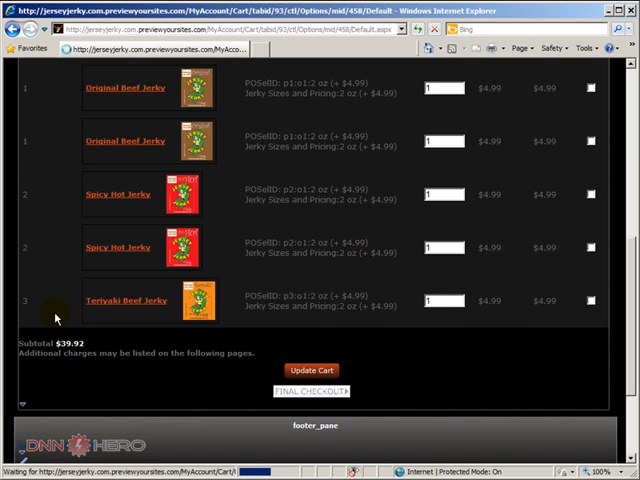 http://jerseyjerky.com.previewyoursites.com/MyAccount/Cart/tabid/93/ctl/Options/mid/458/Default.aspx - Windows Internet Explorer
http://jerseyjerky.com.previewyoursites.com/MyAccount/Cart/tabid/93/ctl/Options/mid/458/Default.aspx
Bing
Favorites
http://jerseyjerky.com.previewyoursites.com/MyAcco...
Page
Safety
Tools
1 Original Beef Jerky POSelID: p1:o1:2 oz (+ $4.99) 1 $4.99 $4.99
Jerky Sizes and Pricing:2 oz (+ $4.99)
1 Original Beef Jerky POSelID: p1:o1:2 oz (+ $4.99) 1 $4.99 $4.99
Jerky Sizes and Pricing:2 oz (+ $4.99)
2 Spicy Hot Jerky POSelID: p2:o1:2 oz (+ $4.99) 1 $4.99 $4.99
Jerky Sizes and Pricing:2 oz (+ $4.99)
2 Spicy Hot Jerky POSelID: p2:o1:2 oz (+ $4.99) 1 $4.99 $4.99
Jerky Sizes and Pricing:2 oz (+ $4.99)
3 Teriyaki Beef Jerky POSelID: p3:o1:2 oz (+ $4.99) 1 $4.99 $4.99
Jerky Sizes and Pricing:2 oz (+ $4.99)
Subtotal $39.92
Additional charges may be listed on the following pages.
Update Cart
FINAL CHECKOUT
footer_pane
DNN HERO
Waiting for http://jerseyjerky.com.previewyoursites.com/MyAccount/Cart/t
Internet | Protected Mode: On
100%